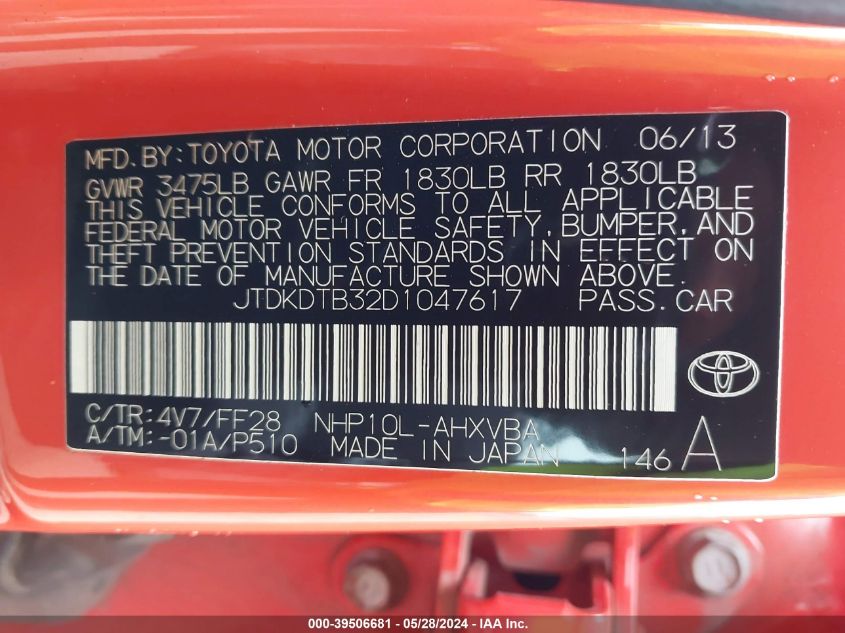 MFD. BY: TOYOTA MOTOR CORPORATION 06/13
GVWR 3475LB GAWR FR 1830LB RR 1830LB
THIS VEHICLE CONFORMS TO ALL APPLICABLE
FEDERAL MOTOR VEHICLE SAFETY, BUMPER, AND
THEFT PREVENTION STANDARDS IN EFFECT ON
THE DATE OF MANUFACTURE SHOWN ABOVE.
JTDKDTB32D1047617 PASS. CAR
C/TR: 4V7/FF28 NHP10L-AHXVBA
A/TM: -01A/P510 MADE IN JAPAN 146 A
000-39506681 - 05/28/2024 - IAA Inc.